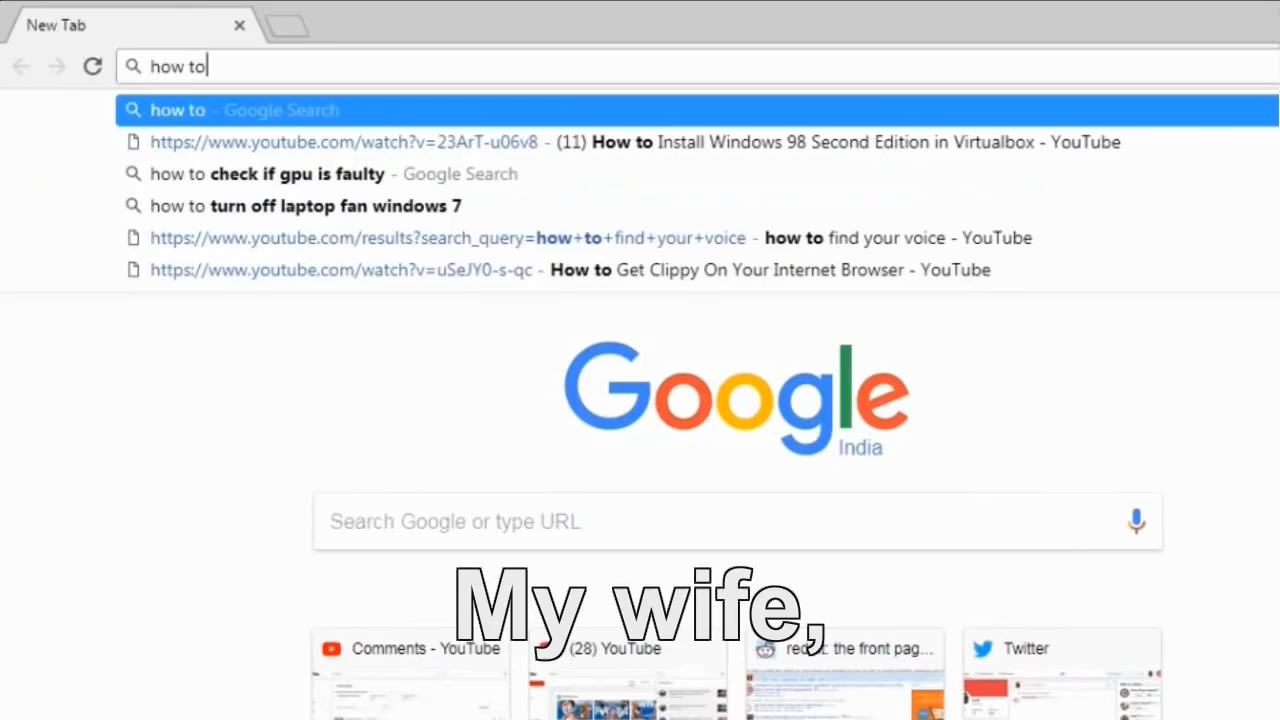 New Tab
how to
how to - Google Search
https://www.youtube.com/watch?v=23ArT-u06v8 - (11) How to Install Windows 98 Second Edition in Virtualbox - YouTube
how to check if gpu is faulty - Google Search
how to turn off laptop fan windows 7
https://www.youtube.com/results?search_query=how+to+find+your+voice - how to find your voice - YouTube
https://www.youtube.com/watch?v=uSeJY0-s-qc - How to Get Clippy On Your Internet Browser - YouTube
Google
India
Search Google or type URL
My wife,
Comments - YouTube
(28) YouTube
the front pag...
Twitter